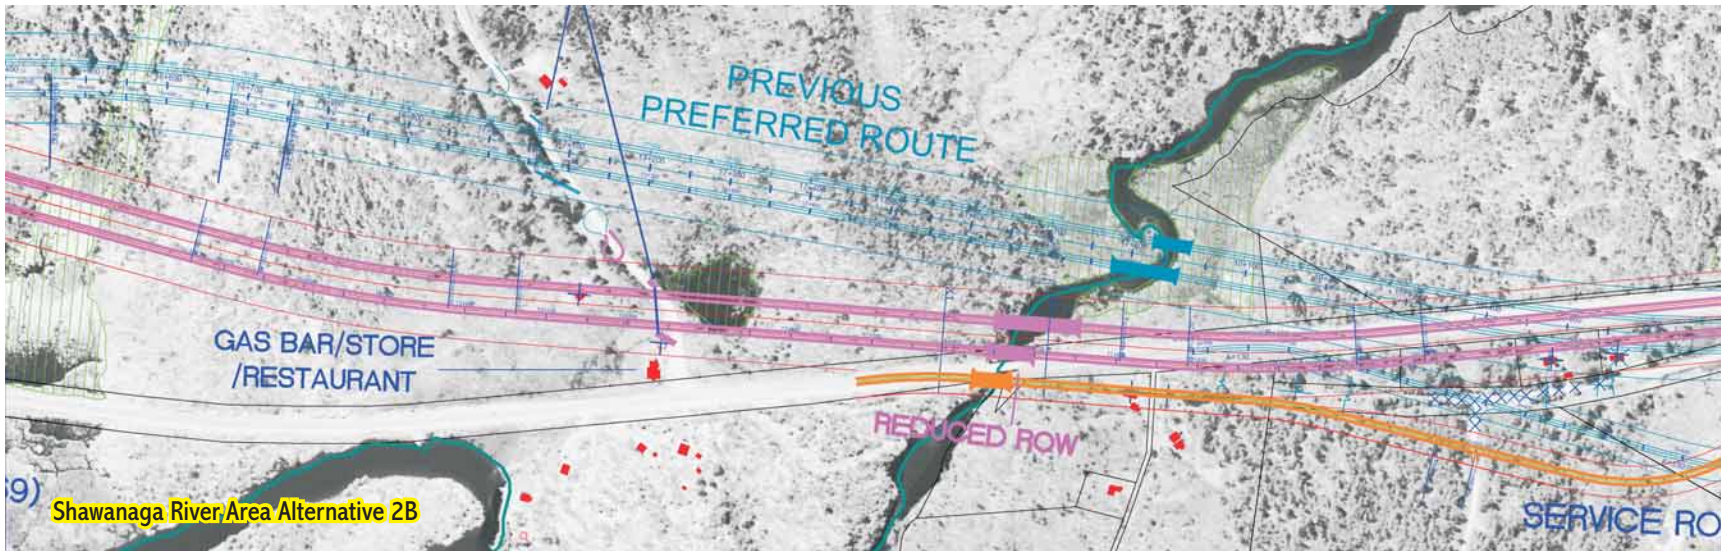 PREVIOUS
PREFERRED ROUTE
GAS BAR/STORE
/RESTAURANT
REDUCED ROW
9)
Shawanaga River Area Alternative 2B
SERVICE RO